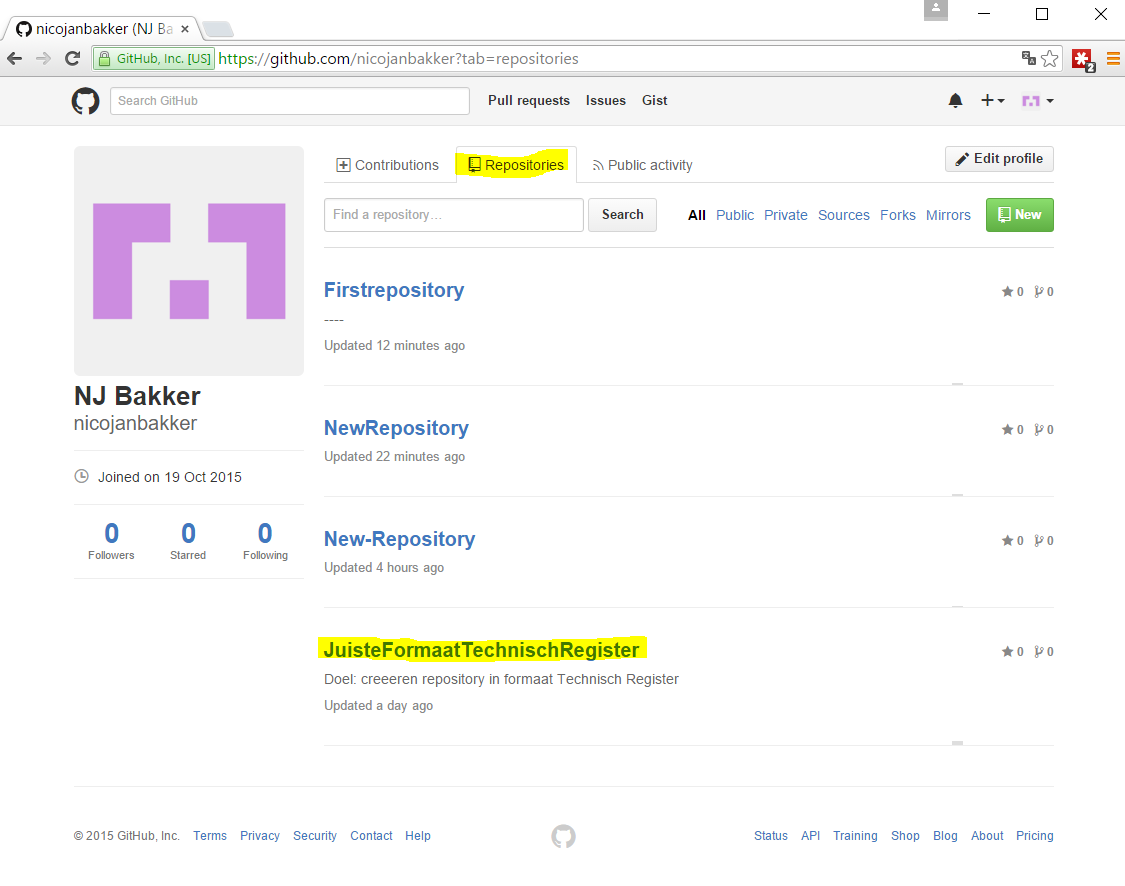 nicojanbakker (NJ Ba
GitHub, Inc. [US] https://github.com/nicojanbakker?tab=repositories
2
Search GitHub Pull requests Issues Gist
Contributions Repositories Public activity Edit profile
Find a repository... Search All Public Private Sources Forks Mirrors New
Firstrepository 0 0
----
Updated 12 minutes ago
NJ Bakker
nicojanbakker
Joined on 19 Oct 2015
0 0 0
Followers Starred Following
NewRepository 0 0
Updated 22 minutes ago
New-Repository 0 0
Updated 4 hours ago
JuisteFormaatTechnischRegister 0 0
Doel: creeeren repository in formaat Technisch Register
Updated a day ago
© 2015 GitHub, Inc. Terms Privacy Security Contact Help Status API Training Shop Blog About Pricing